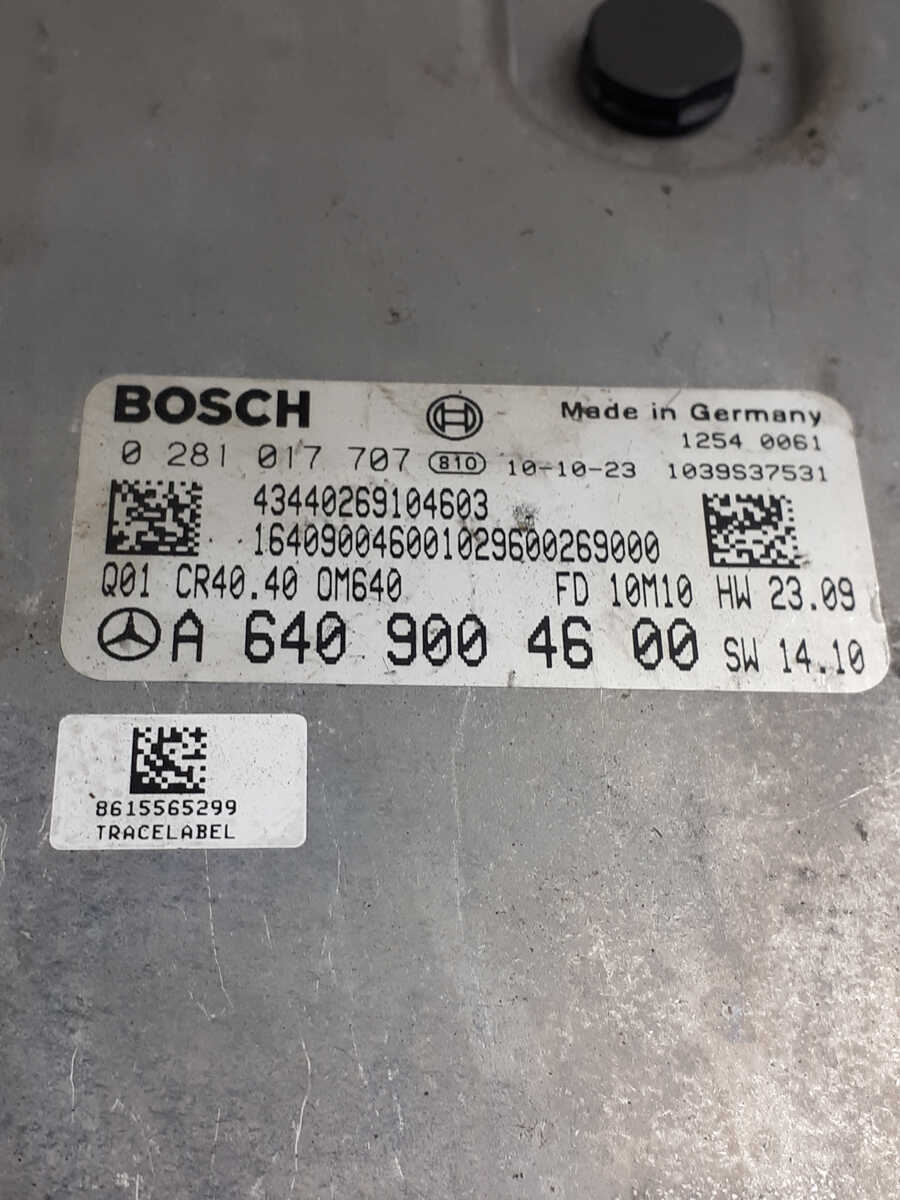 BOSCH
Made in Germany
1254 0061
0 281 017 707 810 10-10-23 1039S37531
43440269104603
164090046001029600269000
Q01 CR40.40 OM640 FD 10M10 HW 23.09
A 640 900 46 00 SW 14.10
8615565299
TRACELABEL